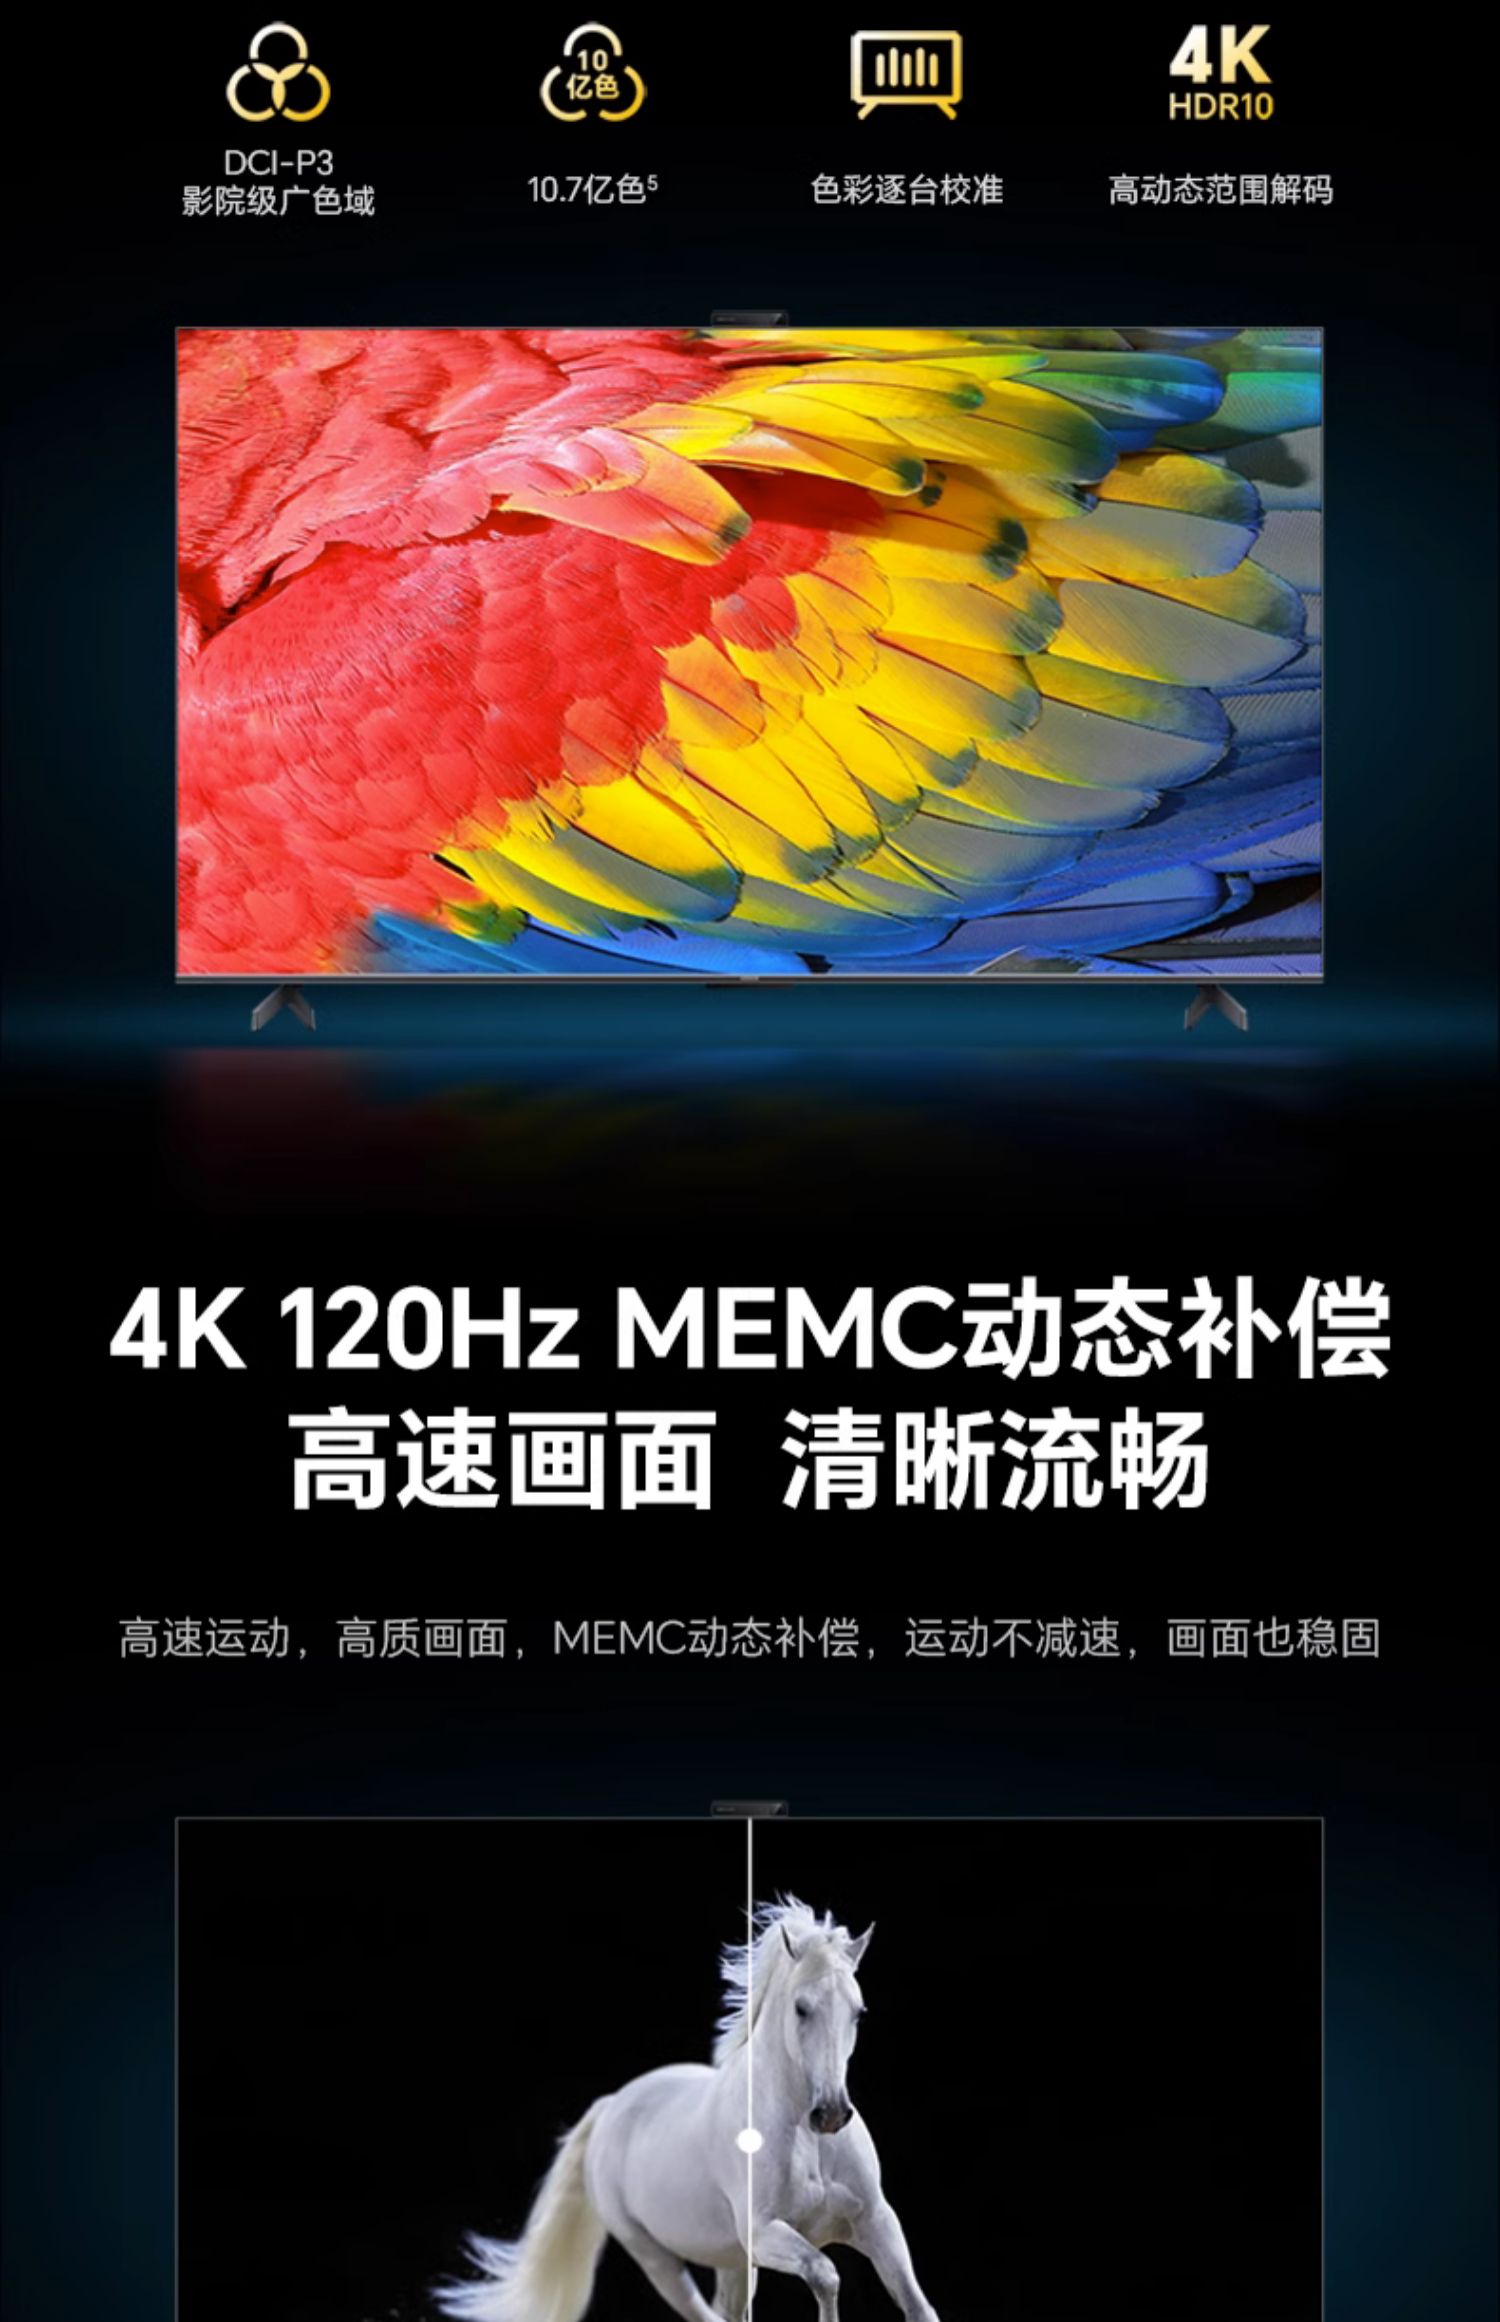 10
亿色
4K
HDR10
DCI-P3
影院级广色域
10.7亿色⁵
色彩逐台校准
高动态范围解码
4K 120Hz MEMC动态补偿
高速画面 清晰流畅
高速运动，高质画面，MEMC动态补偿，运动不减速，画面也稳固